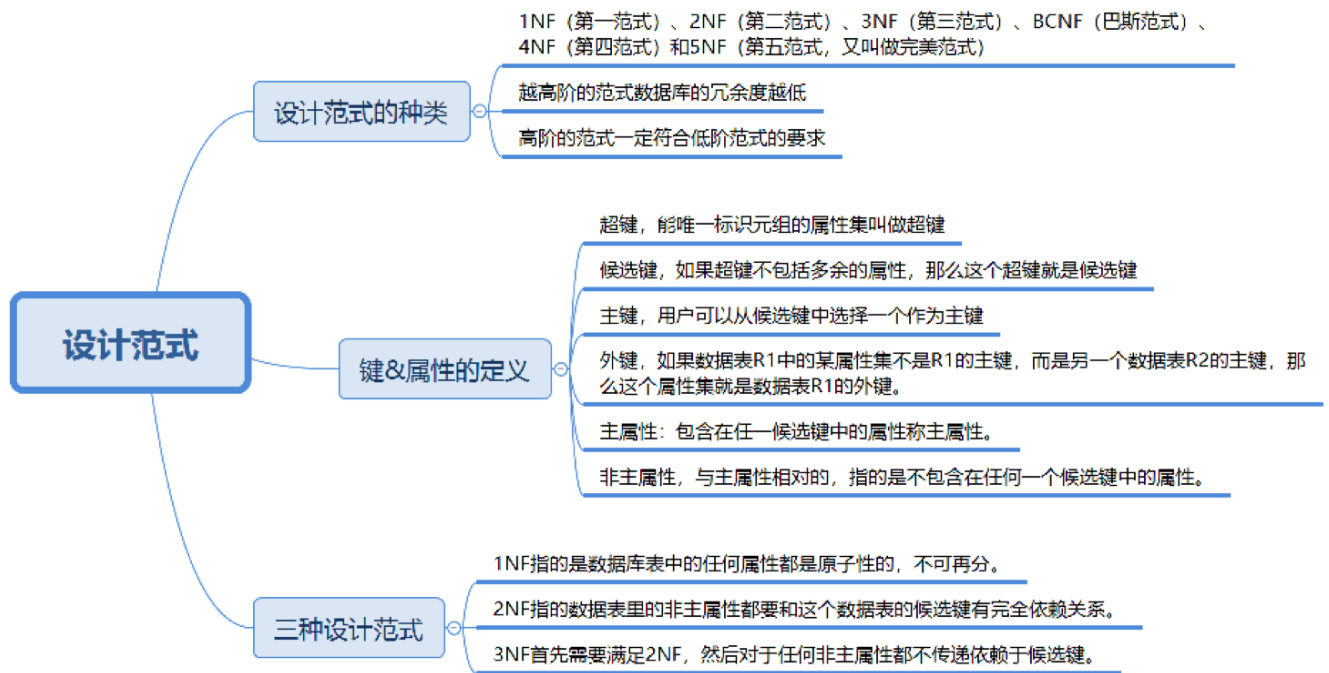 1NF（第一范式）、2NF（第二范式）、3NF（第三范式）、BCNF（巴斯范式）、
4NF（第四范式）和5NF（第五范式，又叫做完美范式）
设计范式的种类
越高阶的范式数据库的冗余度越低
高阶的范式一定符合低阶范式的要求
设计范式
键&属性的定义
超键，能唯一标识元组的属性集叫做超键
候选键，如果超键不包括多余的属性，那么这个超键就是候选键
主键，用户可以从候选键中选择一个作为主键
外键，如果数据表R1中的某属性集不是R1的主键，而是另一个数据表R2的主键，那
么这个属性集就是数据表R1的外键。
主属性：包含在任一候选键中的属性称主属性。
非主属性，与主属性相对的，指的是不包含在任何一个候选键中的属性。
三种设计范式
1NF指的是数据库表中的任何属性都是原子性的，不可再分。
2NF指的数据表里的非主属性都要和这个数据表的候选键有完全依赖关系。
3NF首先需要满足2NF，然后对于任何非主属性都不传递依赖于候选键。